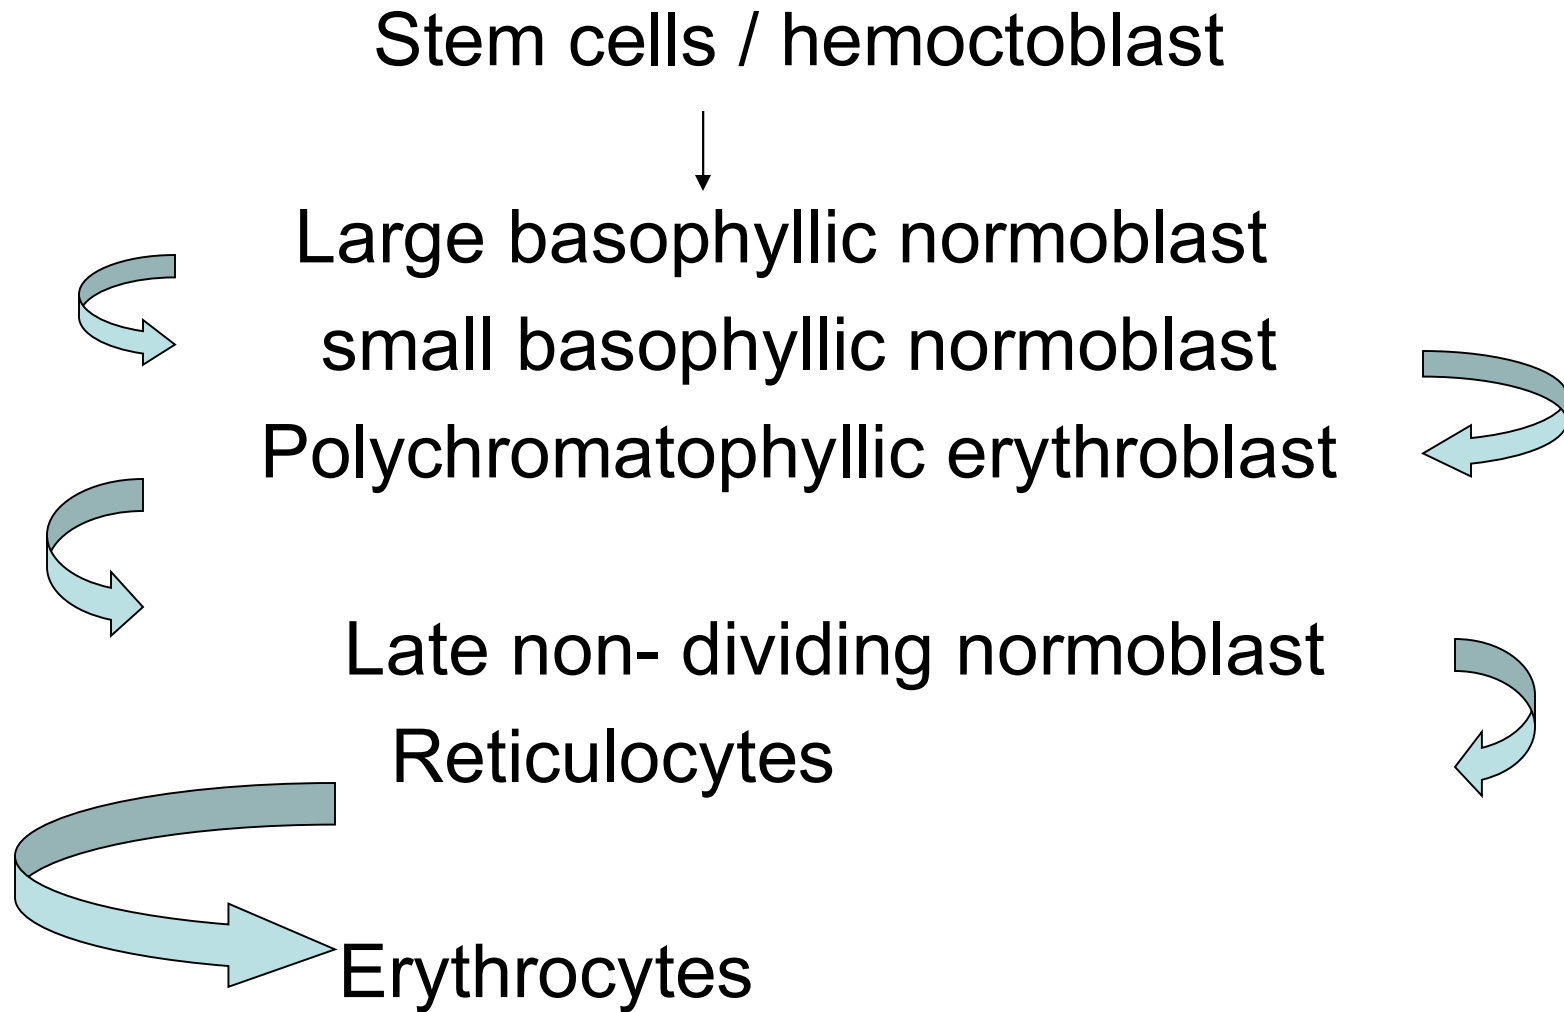 Stem cells / hemoctoblast
Large basophyllic normoblast
small basophyllic normoblast
Polychromatophyllic erythroblast
Late non- dividing normoblast
Reticulocytes
Erythrocytes